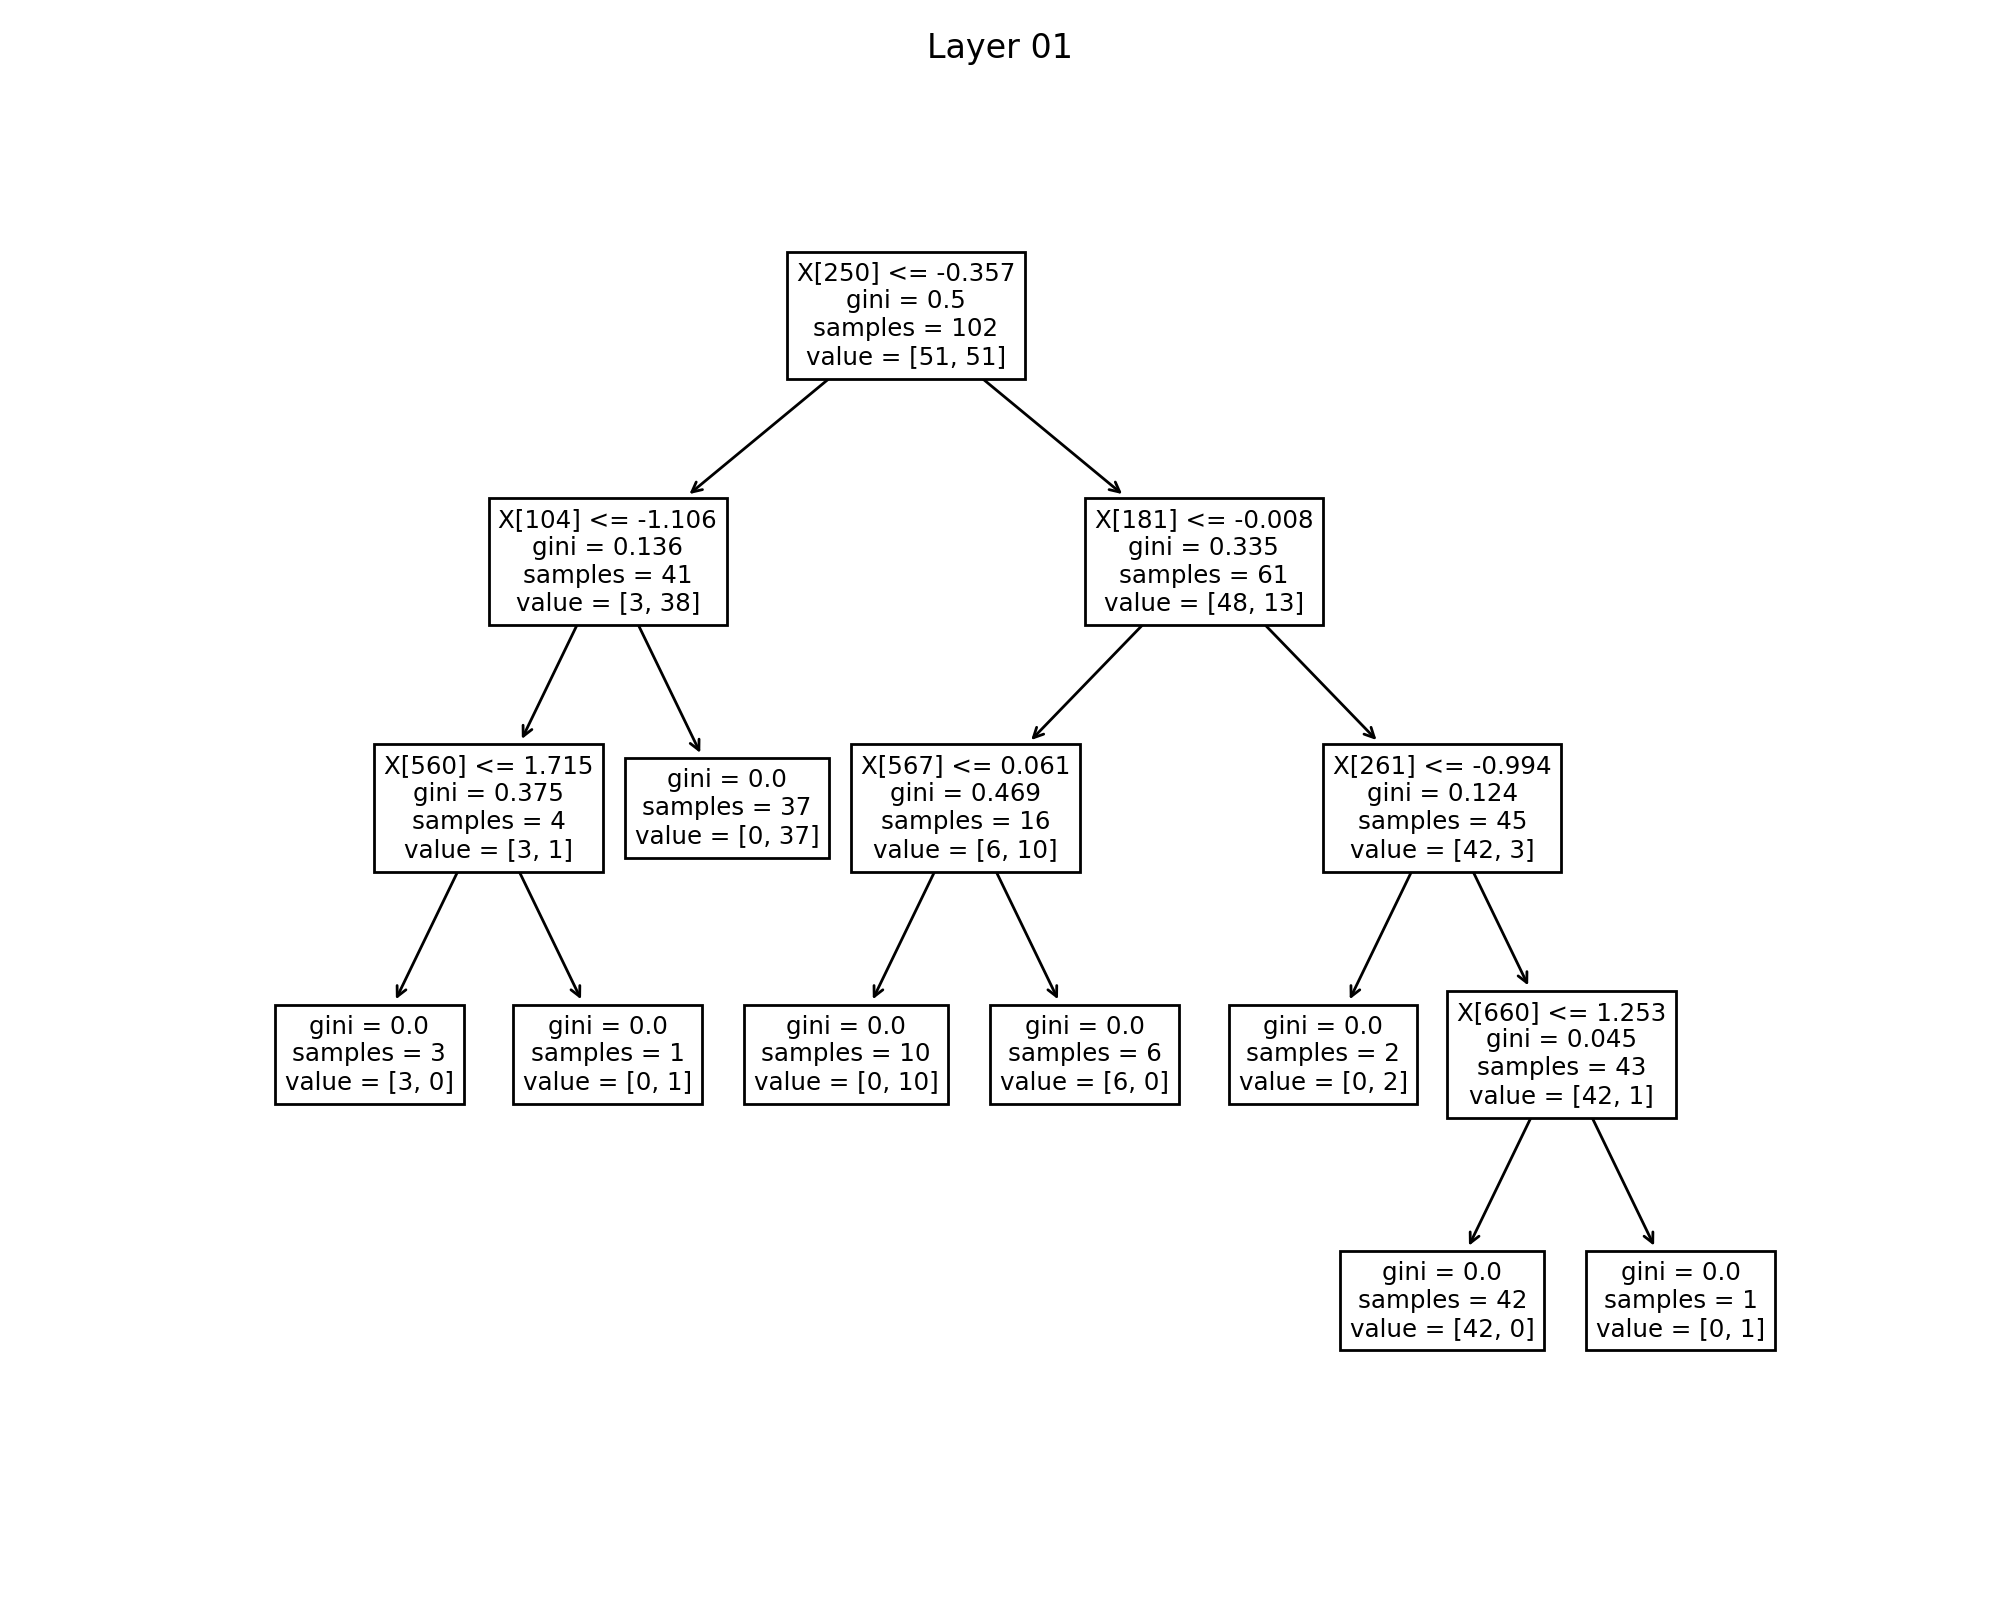 Layer 01
X[250] <= -0.357
gini = 0.5
samples = 102
value = [51, 51]
X[104] <= -1.106
gini = 0.136
samples = 41
value = [3, 38]
X[181] <= -0.008
gini = 0.335
samples = 61
value = [48, 13]
X[560] <= 1.715
gini = 0.375
samples = 4
value = [3, 1]
gini = 0.0
samples = 37
value = [0, 37]
X[567] <= 0.061
gini = 0.469
samples = 16
value = [6, 10]
X[261] <= -0.994
gini = 0.124
samples = 45
value = [42, 3]
gini = 0.0
samples = 3
value = [3, 0]
gini = 0.0
samples = 1
value = [0, 1]
gini = 0.0
samples = 10
value = [0, 10]
gini = 0.0
samples = 6
value = [6, 0]
gini = 0.0
samples = 2
value = [0, 2]
X[660] <= 1.253
gini = 0.045
samples = 43
value = [42, 1]
gini = 0.0
samples = 42
value = [42, 0]
gini = 0.0
samples = 1
value = [0, 1]